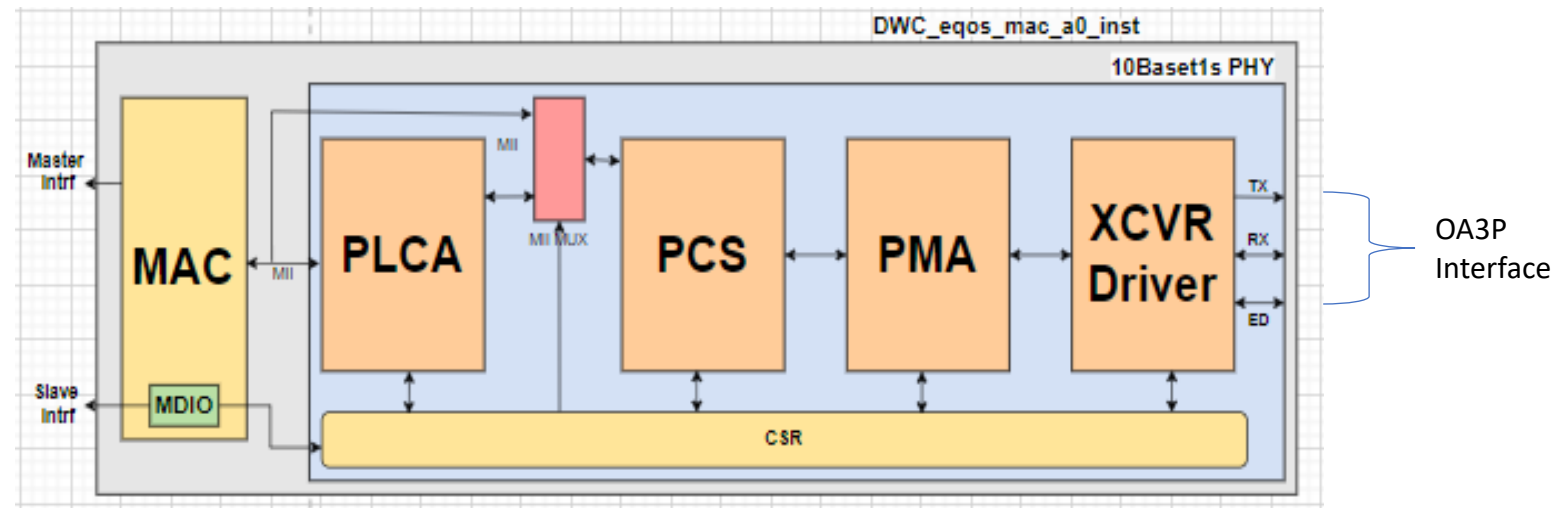 DWC_eqos_mac_a0_inst
10Baset1s PHY
Master
Intrf
MAC
MII
PLCA
MII
MII MUX
PCS
PMA
XCVR
Driver
TX
RX
ED
OA3P
Interface
Slave
Intrf
MDIO
CSR